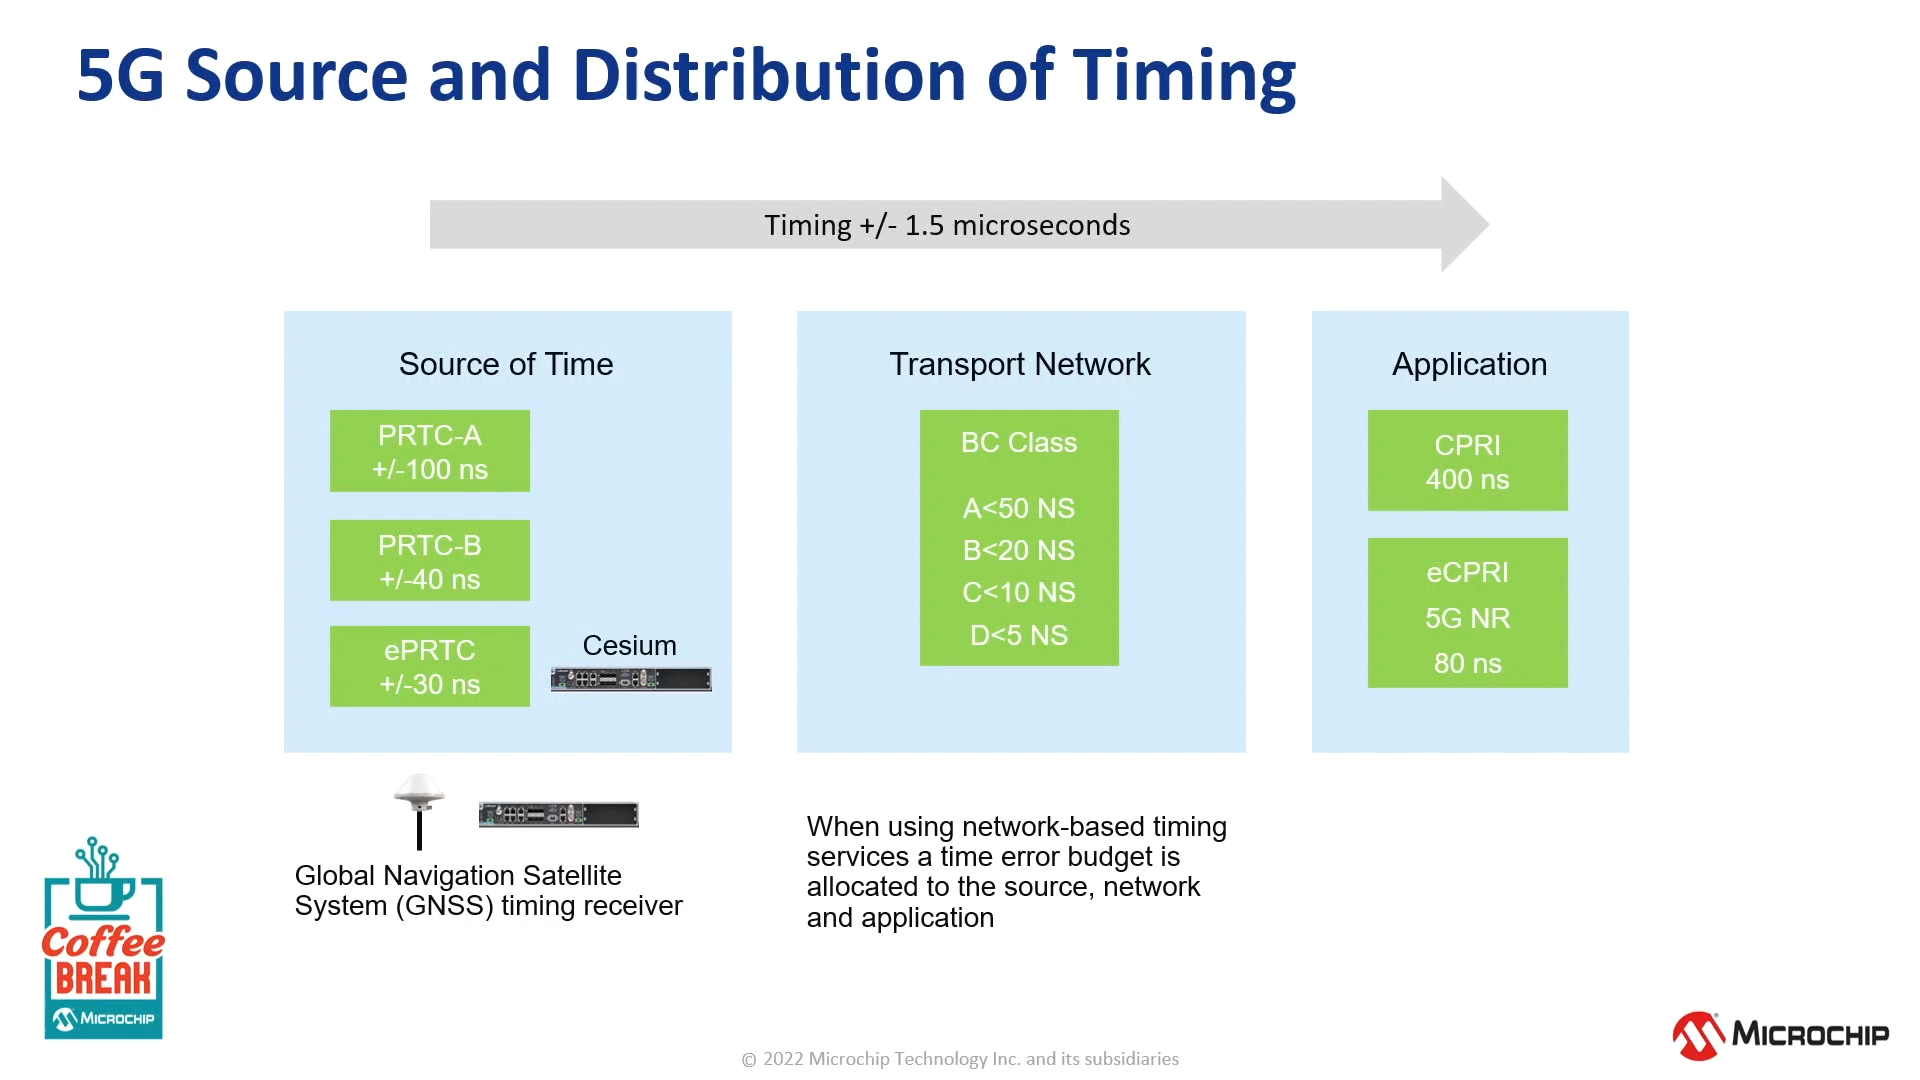 5G Source and Distribution of Timing
Timing +/- 1.5 microseconds
Source of Time
PRTC-A
+/-100 ns
PRTC-B
+/-40 ns
ePRTC
+/-30 ns
Cesium
Transport Network
BC Class
A<50 NS
B<20 NS
C<10 NS
D<5 NS
Application
CPRI
400 ns
eCPRI
5G NR
80 ns
Global Navigation Satellite
System (GNSS) timing receiver
When using network-based timing
services a time error budget is
allocated to the source, network
and application
Coffee
BREAK
MICROCHIP
© 2022 Microchip Technology Inc. and its subsidiaries
MICROCHIP